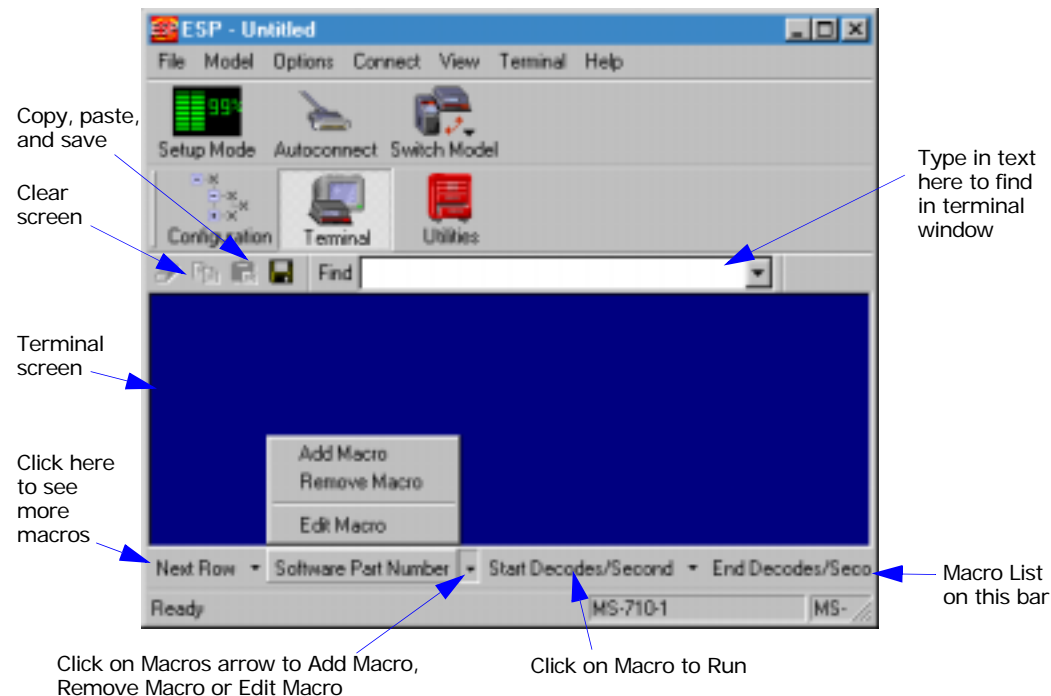 ESP - Untitled
File Model Options Connect View Terminal Help
99%
Setup Mode Autoconnect Switch Model
Configuration Terminal Utilities
Find
Add Macro
Remove Macro
Edit Macro
Next Row Software Part Number Start Decodes/Second End Decodes/Seco
Ready MS-710-1 MS-
Copy, paste,
and save
Clear
screen
Terminal
screen
Click here
to see
more
macros
Type in text
here to find
in terminal
window
Macro List
on this bar
Click on Macros arrow to Add Macro,
Remove Macro or Edit Macro
Click on Macro to Run